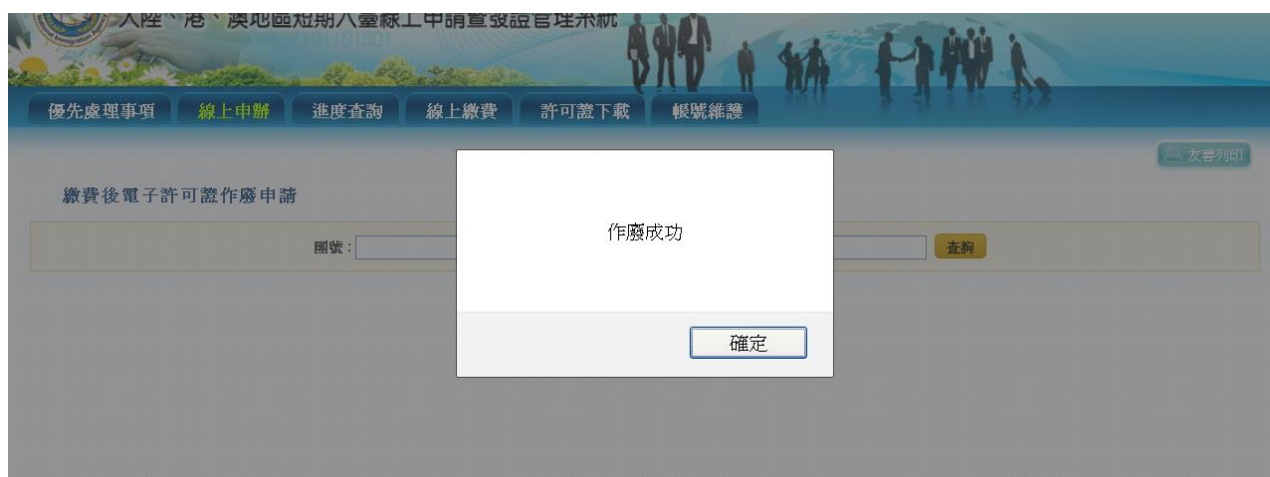 大陸、港、澳地區短期入臺線上申請暨發證管理系統
優先處理事項 線上申辦 進度查詢 線上繳費 許可證下載 帳號維護
友善列印
繳費後電子許可證作廢申請
團號： 查詢
作廢成功
確定